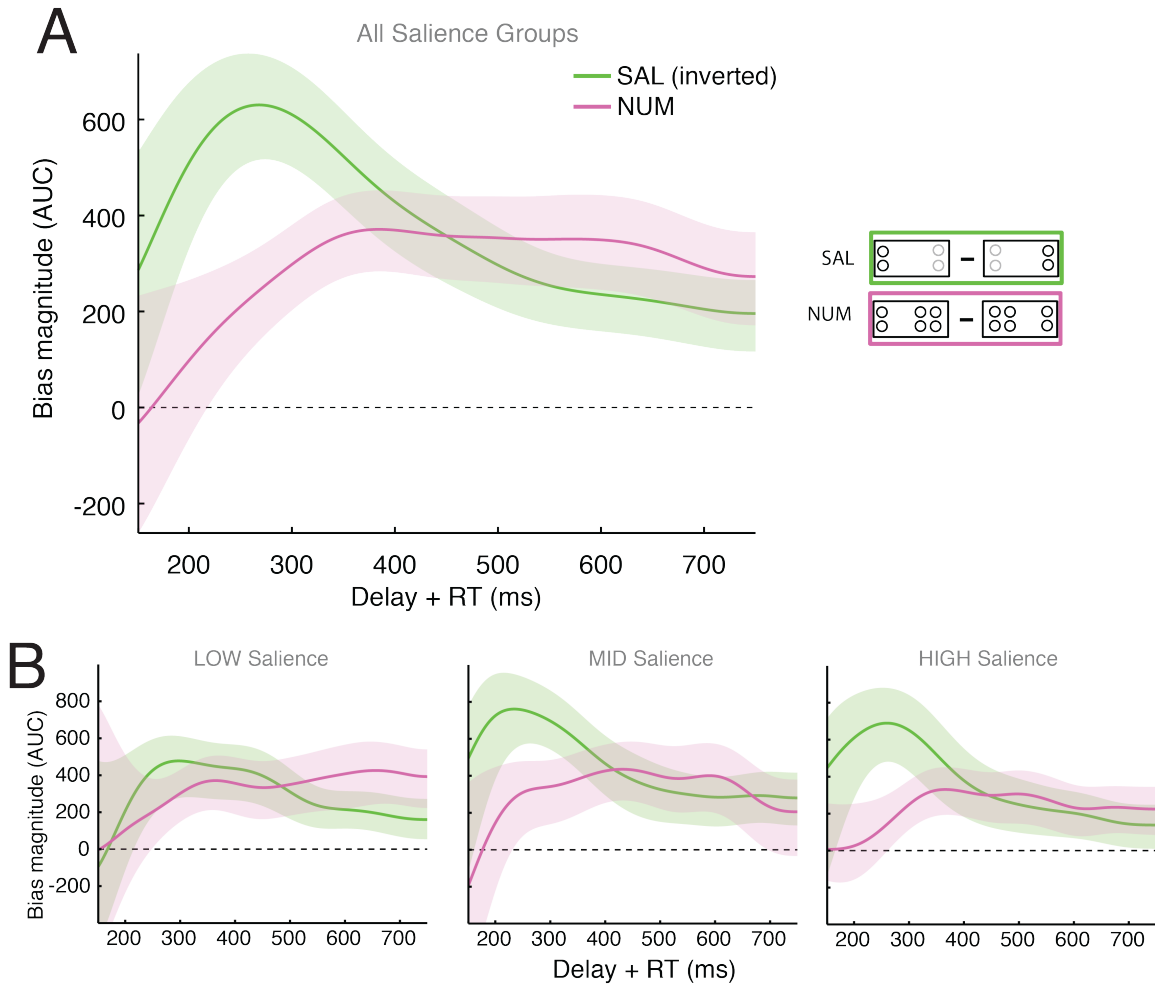 A
All Salience Groups
SAL (inverted)
NUM
Bias magnitude (AUC)
600
400
200
0
-200
200 300 400 500 600 700
Delay + RT (ms)
SAL
-
NUM
-
B
LOW Salience
MID Salience
HIGH Salience
Bias magnitude (AUC)
800
600
400
200
0
-200
200 300 400 500 600 700
200 300 400 500 600 700
200 300 400 500 600 700
Delay + RT (ms)